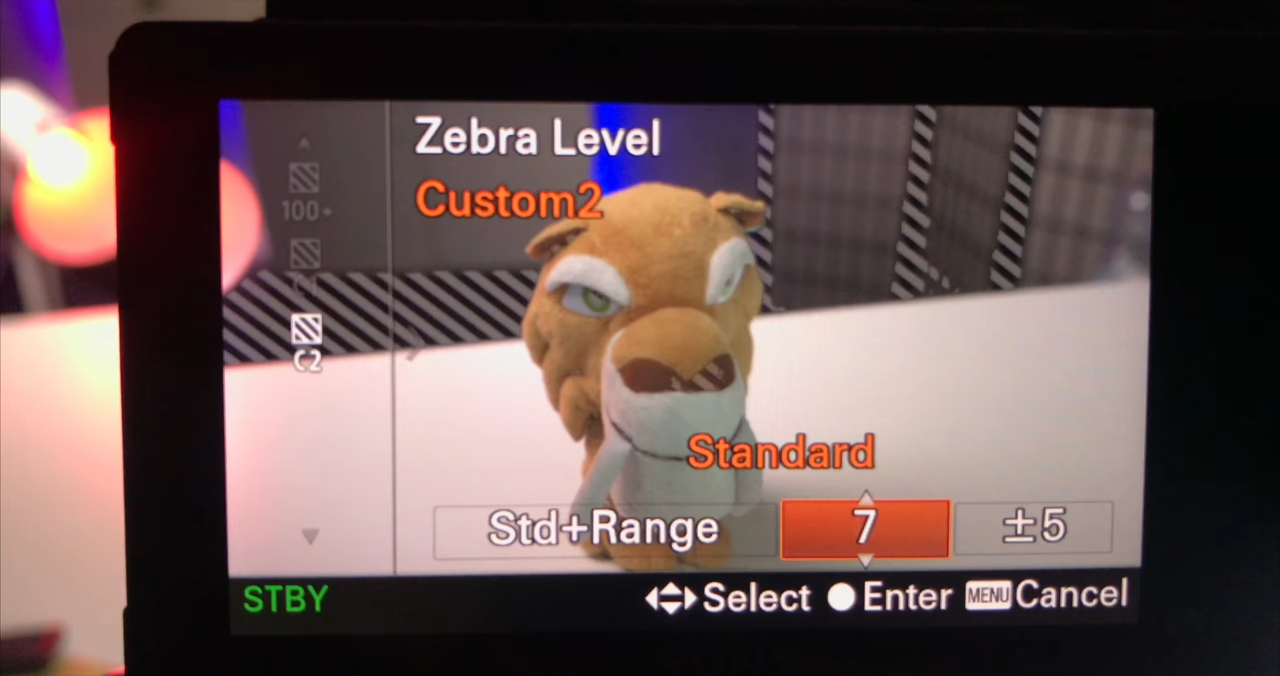 Zebra Level
Custom2
100+
C2
Standard
Std+Range 7 ±5
STBY Select Enter MENU Cancel